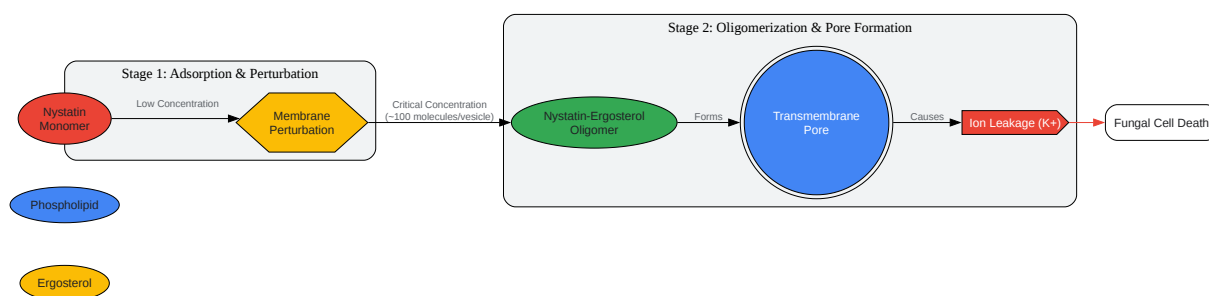 Stage 1: Adsorption & Perturbation
Nystatin
Monomer
Low Concentration
Membrane
Perturbation
Critical Concentration
(~100 molecules/vesicle)
Stage 2: Oligomerization & Pore Formation
Nystatin-Ergosterol
Oligomer
Forms
Transmembrane
Pore
Causes
Ion Leakage (K+)
Fungal Cell Death
Phospholipid
Ergosterol